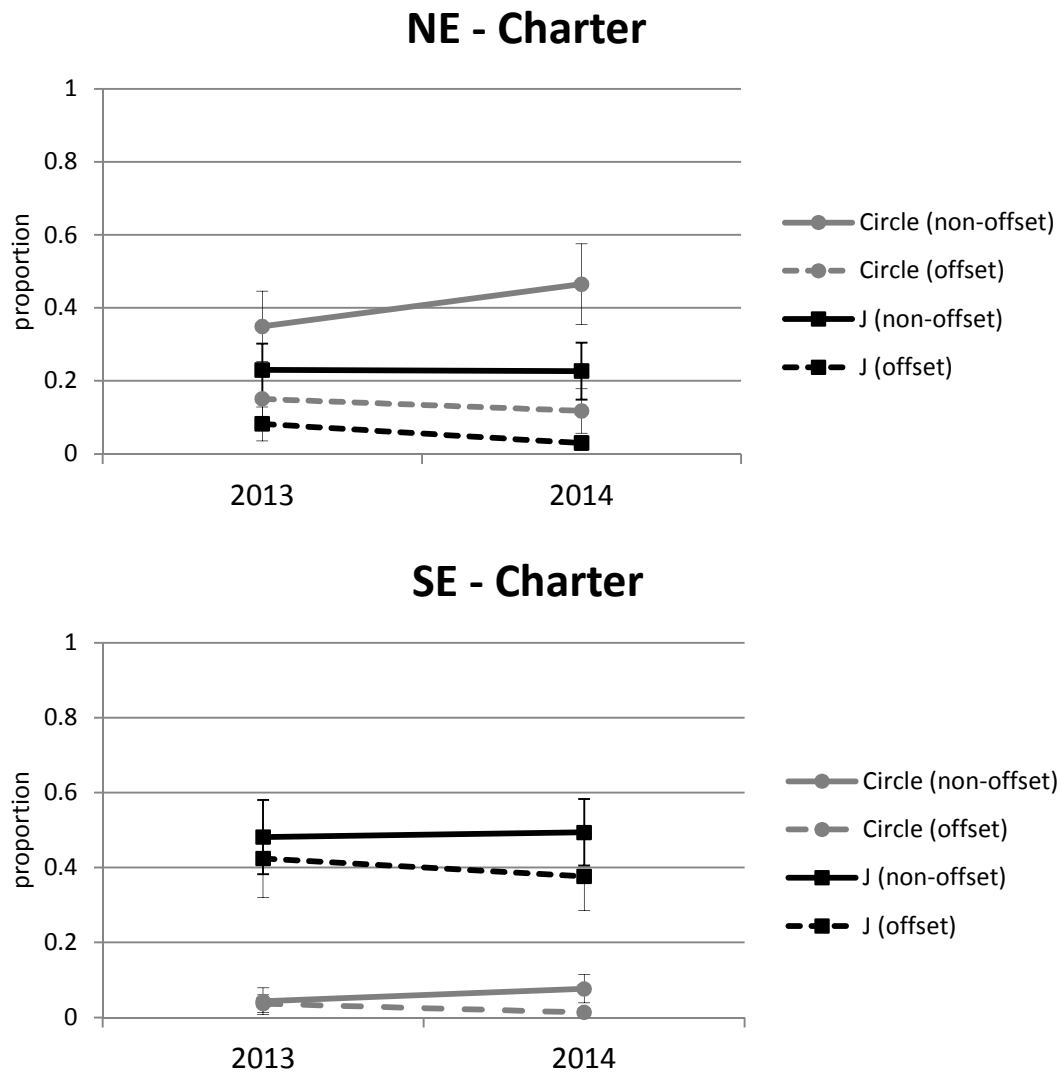 NE - Charter
1
0.8
0.6
0.4
0.2
0
proportion
2013
2014
Circle (non-offset)
Circle (offset)
J (non-offset)
J (offset)
SE - Charter
1
0.8
0.6
0.4
0.2
0
proportion
2013
2014
Circle (non-offset)
Circle (offset)
J (non-offset)
J (offset)